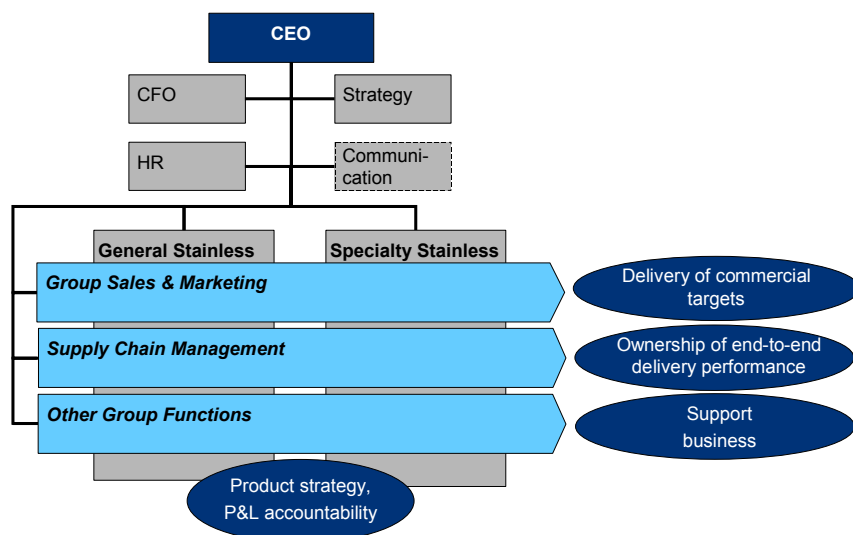 CEO
CFO
Strategy
HR
Communi-
cation
General Stainless
Specialty Stainless
Group Sales & Marketing
Delivery of commercial
targets
Supply Chain Management
Ownership of end-to-end
delivery performance
Other Group Functions
Support
business
Product strategy,
P&L accountability